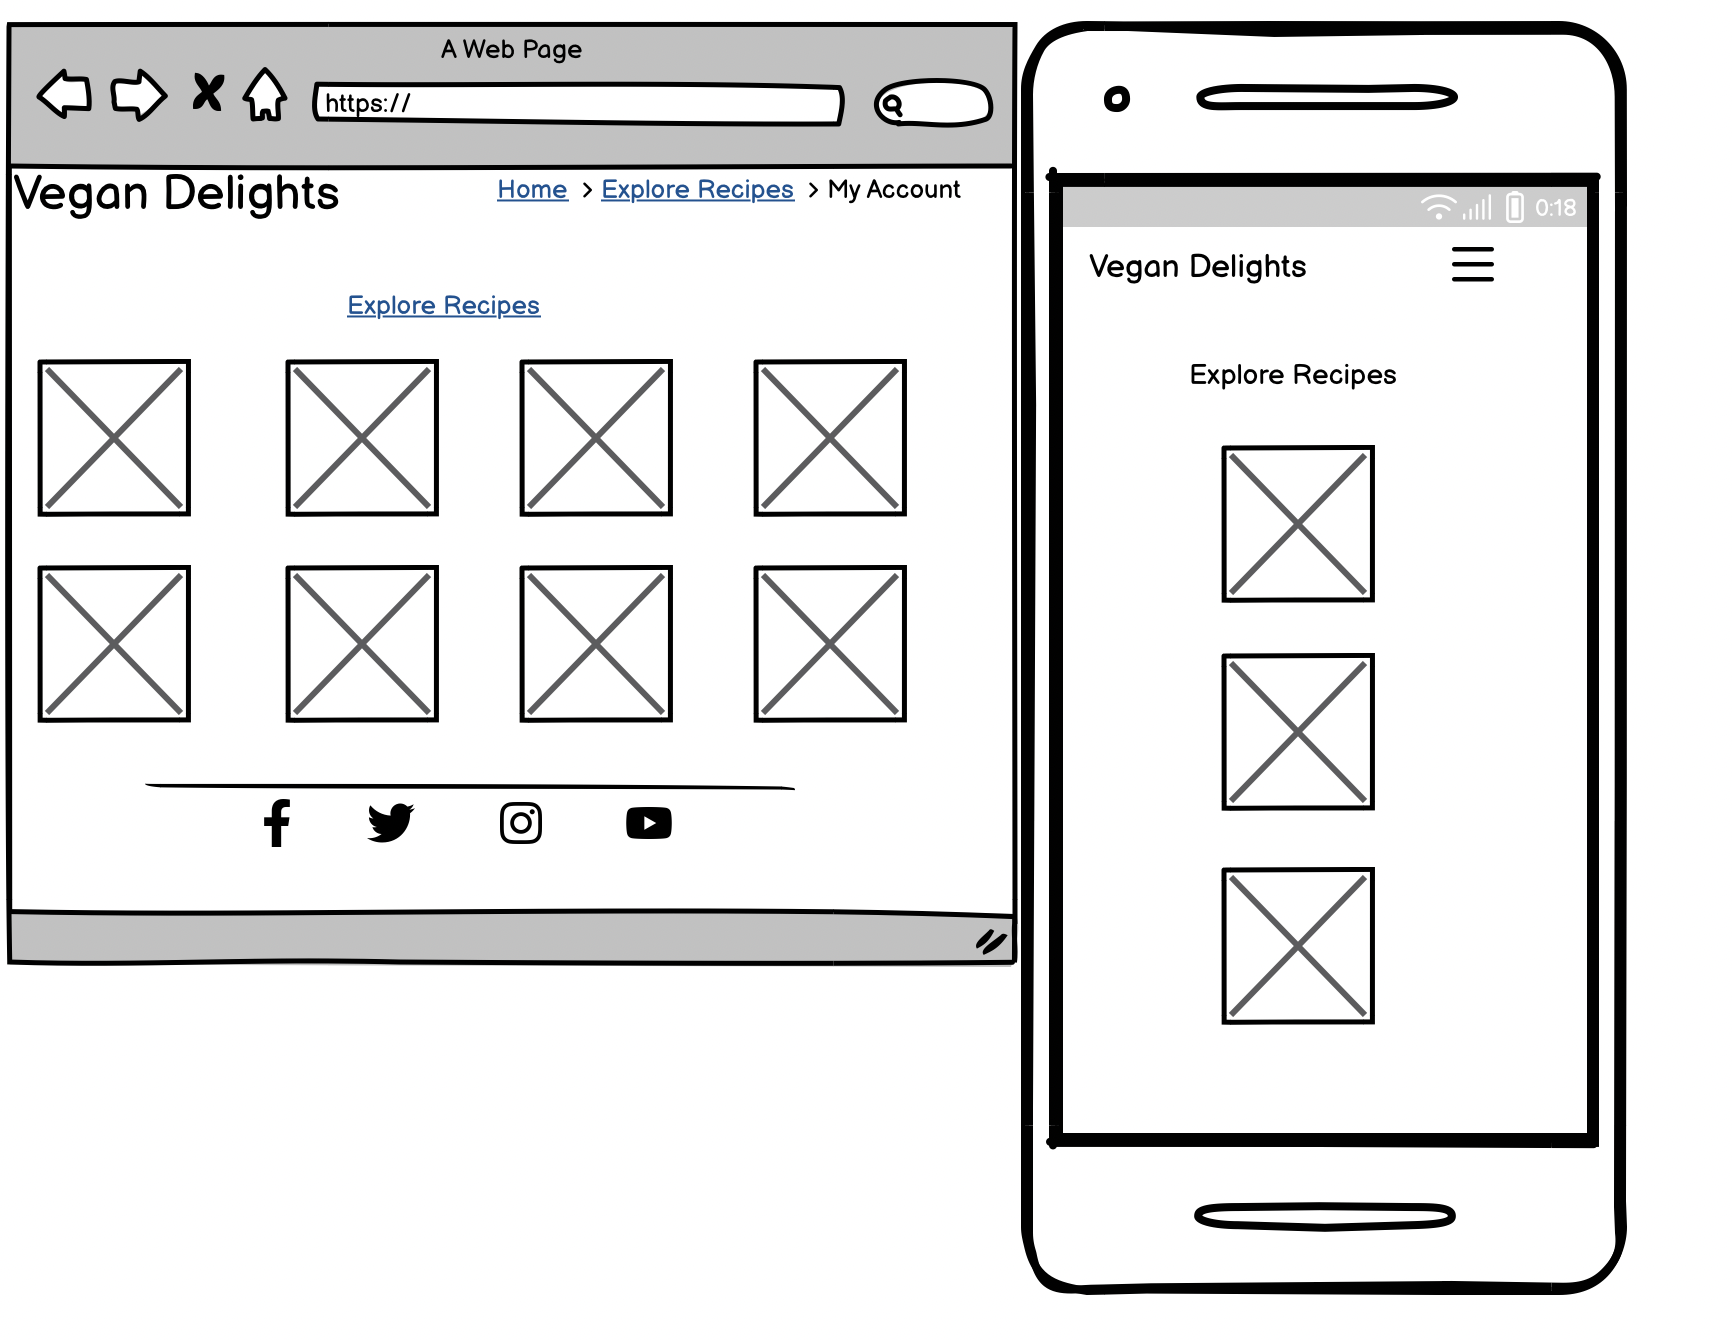 A Web Page
https://
Vegan Delights
Home > Explore Recipes > My Account
Explore Recipes
0:18
Vegan Delights
Explore Recipes